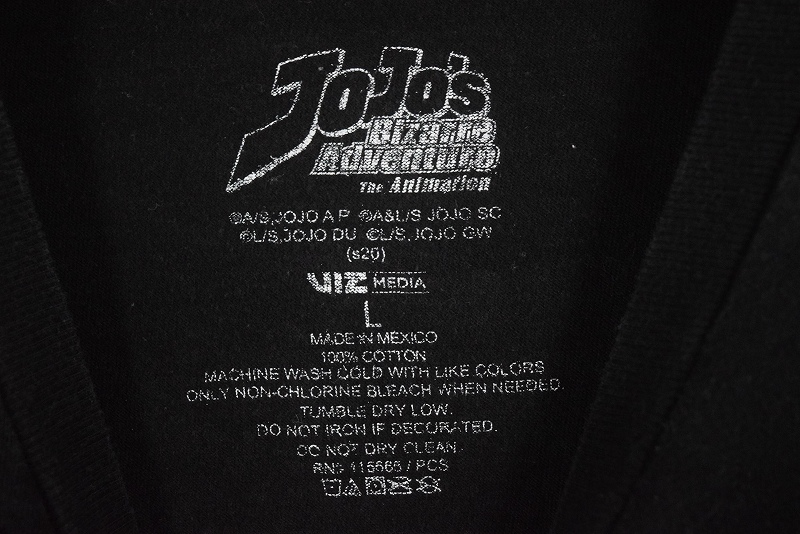 JoJo's
Bizarre
Adventure
The Animation
©A/S,JOJO A.P. ©A&L/S JOJO SC
©L/S,JOJO DU ©L/S,JOJO GW
(s20)
VIZ MEDIA
L
MADE IN MEXICO
100% COTTON
MACHINE WASH COLD WITH LIKE COLORS
ONLY NON-CHLORINE BLEACH WHEN NEEDED.
TUMBLE DRY LOW.
DO NOT IRON IF DECORATED.
DO NOT DRY CLEAN.
RN# 115665 / PCS